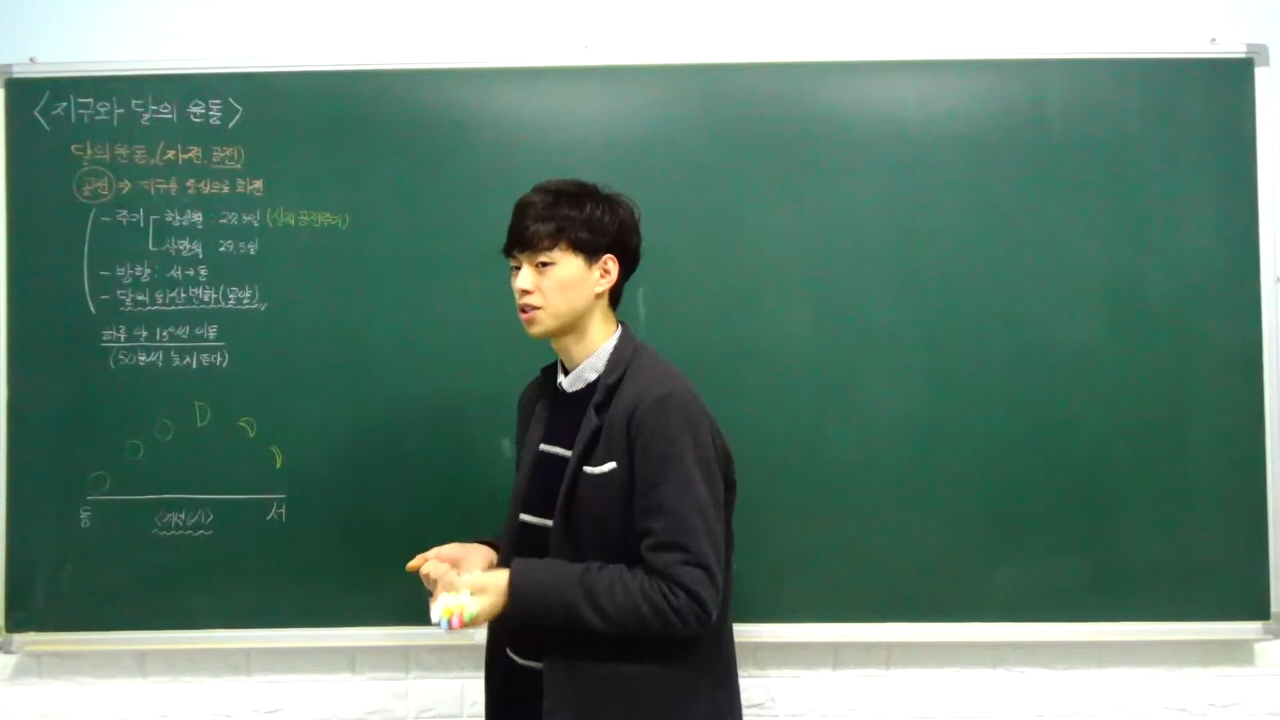 <지구와 달의 운동>
달의 운동 (자전, 공전)
공전 → 지구를 중심으로 회전
- 주기 항성월 : 27.3일 (실제 공전주기)
삭망월 : 29.5일
- 방향 : 서→동
- 달의 위상변화 (모양)
하루 약 13°씩 이동
(50분씩 늦게 뜬다)
동 <저녁 6시> 서